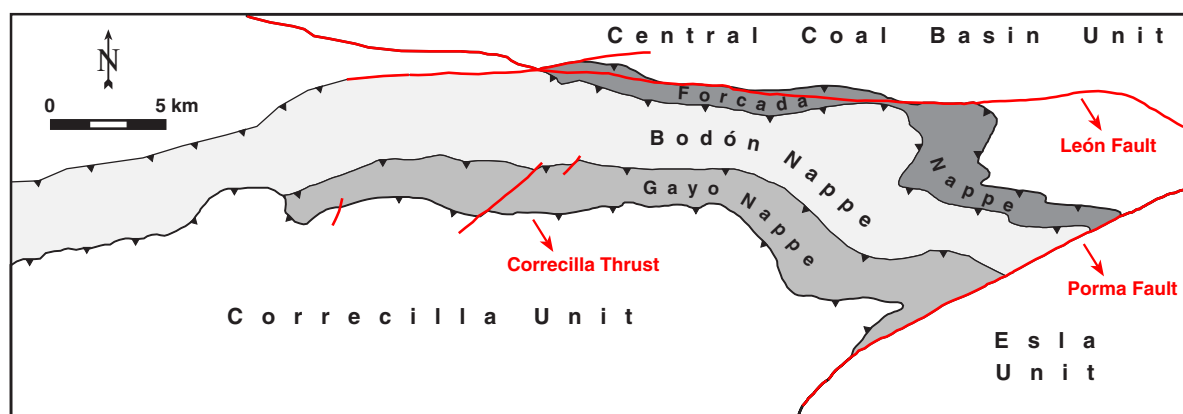 Central Coal Basin Unit
N
0 5 km
Forcada
Nappe
León Fault
Bodón Nappe
Gayo Nappe
Correcilla Thrust
Porma Fault
Correcilla Unit
Esla
Unit